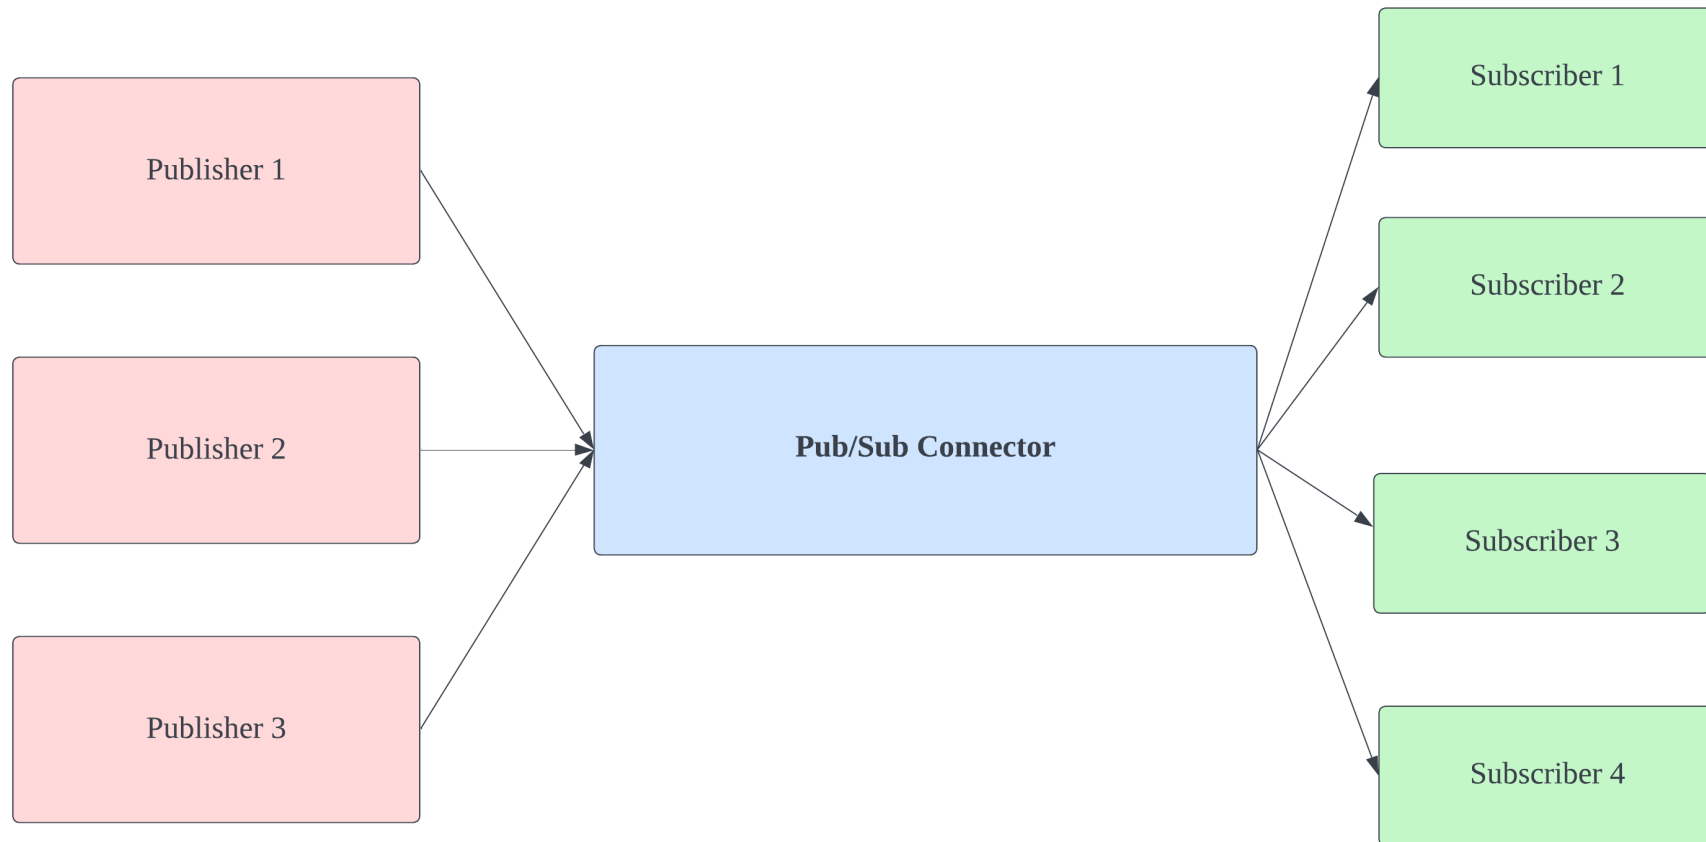 Publisher 1
Publisher 2
Publisher 3
Pub/Sub Connector
Subscriber 1
Subscriber 2
Subscriber 3
Subscriber 4